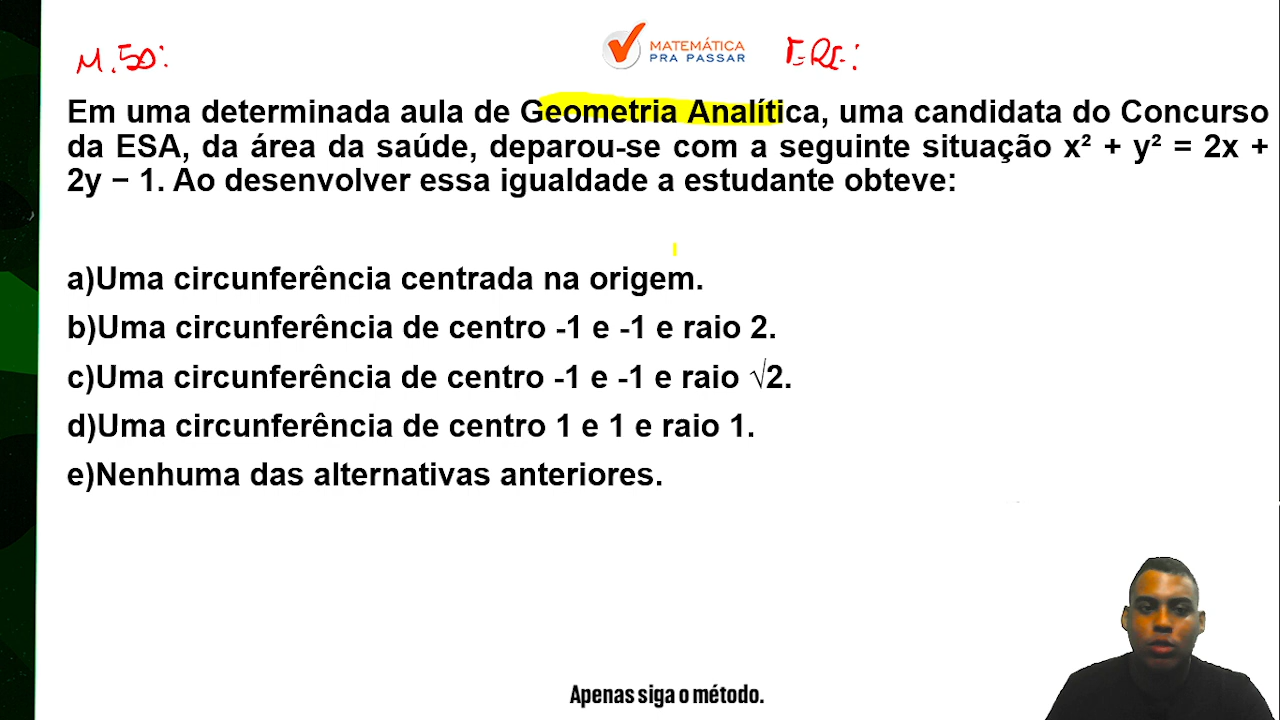 M.50:
MATEMÁTICA
PRA PASSAR
Em uma determinada aula de Geometria Analítica, uma candidata do Concurso
da ESA, da área da saúde, deparou-se com a seguinte situação x² + y² = 2x +
2y − 1. Ao desenvolver essa igualdade a estudante obteve:
a)Uma circunferência centrada na origem.
b)Uma circunferência de centro -1 e -1 e raio 2.
c)Uma circunferência de centro -1 e -1 e raio √2.
d)Uma circunferência de centro 1 e 1 e raio 1.
e)Nenhuma das alternativas anteriores.
Apenas siga o método.